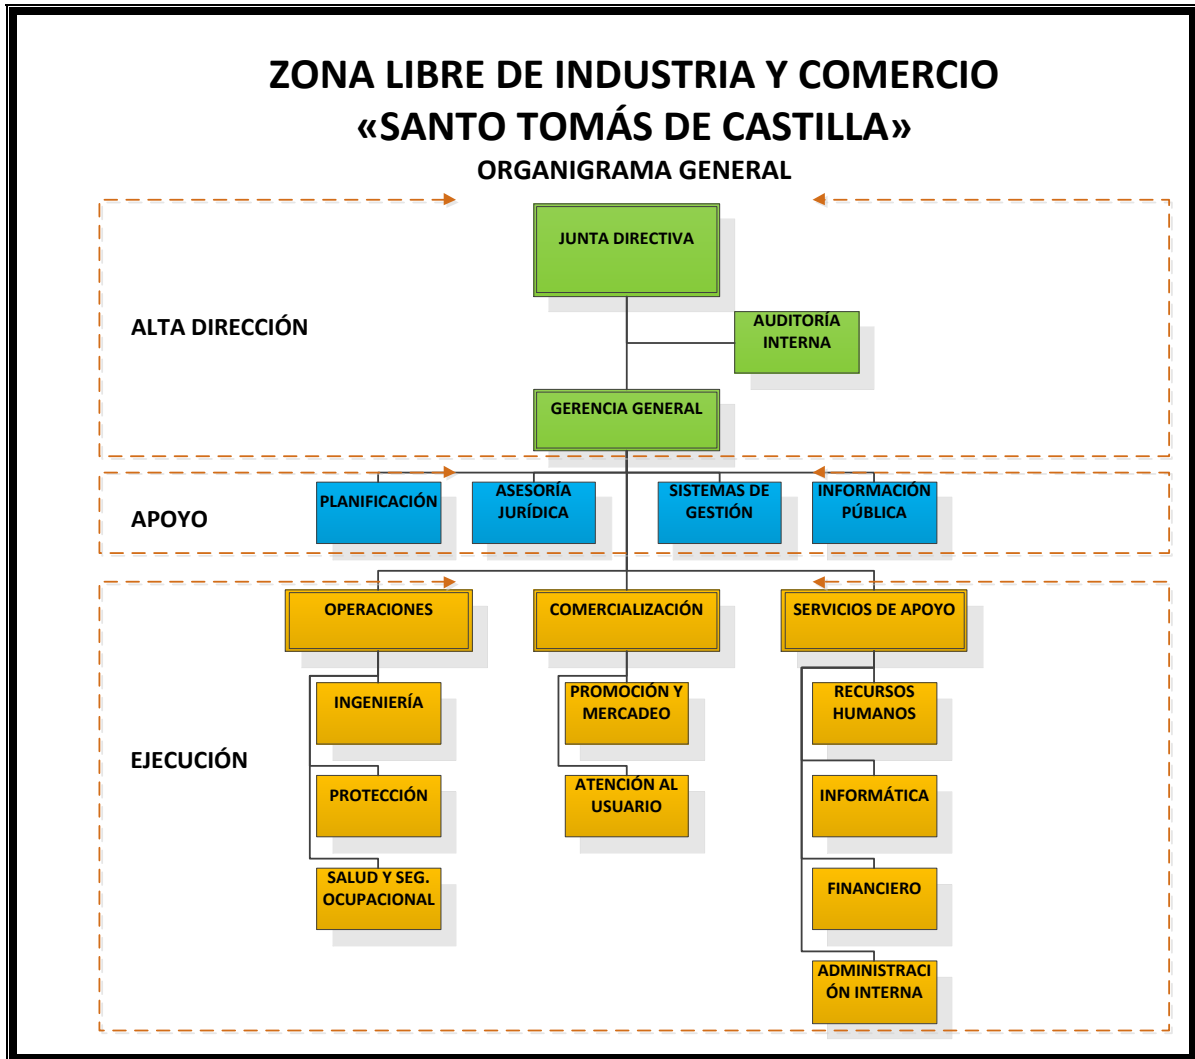 ZONA LIBRE DE INDUSTRIA Y COMERCIO
«SANTO TOMÁS DE CASTILLA»
ORGANIGRAMA GENERAL
JUNTA DIRECTIVA
ALTA DIRECCIÓN
AUDITORÍA
INTERNA
GERENCIA GENERAL
APOYO
PLANIFICACIÓN
ASESORÍA
JURÍDICA
SISTEMAS DE
GESTIÓN
INFORMACIÓN
PÚBLICA
EJECUCIÓN
OPERACIONES
COMERCIALIZACIÓN
SERVICIOS DE APOYO
INGENIERÍA
PROMOCIÓN Y
MERCADEO
RECURSOS
HUMANOS
PROTECCIÓN
ATENCIÓN AL
USUARIO
INFORMÁTICA
SALUD Y SEG.
OCUPACIONAL
FINANCIERO
ADMINISTRACI
ÓN INTERNA